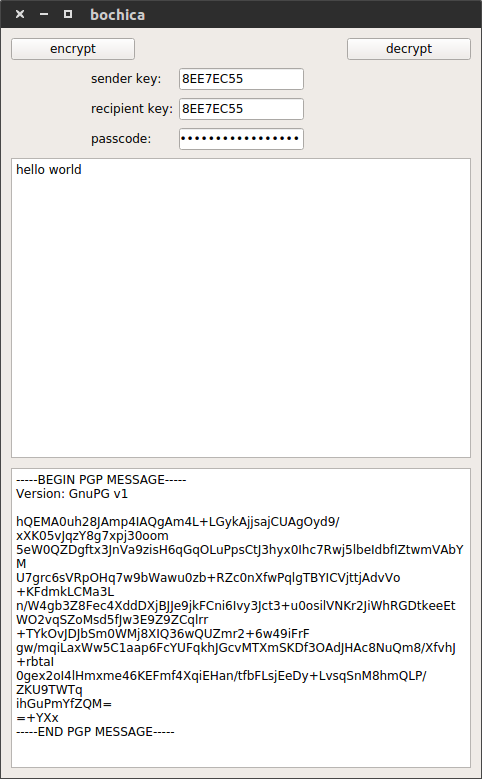 bochica
encrypt
decrypt
sender key: 8EE7EC55
recipient key: 8EE7EC55
passcode: •••••••••••••••••
hello world
-----BEGIN PGP MESSAGE-----
Version: GnuPG v1
hQEMA0uh28JAmp4IAQgAm4L+LGykAjjsajCUAgOyd9/
xXK05vJqzY8g7xpj30oom
5eW0QZDgftx3JnVa9zisH6qGqOLuPpsCtJ3hyx0Ihc7Rwj5lbeIdbfIZtwmVAbY
M
U7grc6sVRpOHq7w9bWawu0zb+RZc0nXfwPqlgTBYICVjttjAdvVo
+KFdmkLCMa3L
n/W4gb3Z8Fec4XddDXjBJJe9jkFCni6Ivy3Jct3+u0osilVNKr2JiWhRGDtkeeEt
WO2vqSZoMsd5fJw3E9Z9ZCqlrr
+TYkOvJDJbSm0WMj8XIQ36wQUZmr2+6w49iFrF
gw/mqiLaxWw5C1aap6FcYUFqkhJGcvMTXmSKDf3OAdJHAc8NuQm8/XfvhJ
+rbtaI
0gex2oI4lHmxme46KEFmf4XqiEHan/tfbFLsjEeDy+LvsqSnM8hmQLP/
ZKU9TWTq
ihGuPmYfZQM=
=+YXx
-----END PGP MESSAGE-----